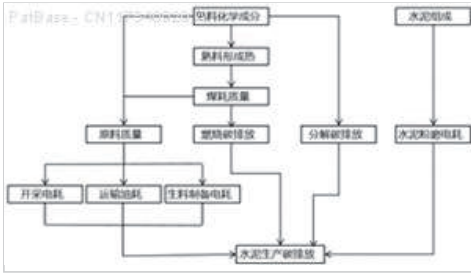 熟料化学成分
水泥组成
熟料形成热
煤耗质量
原料质量
燃烧碳排放
分解碳排放
水泥粉磨电耗
开采电耗
运输油耗
生料制备电耗
水泥生产碳排放